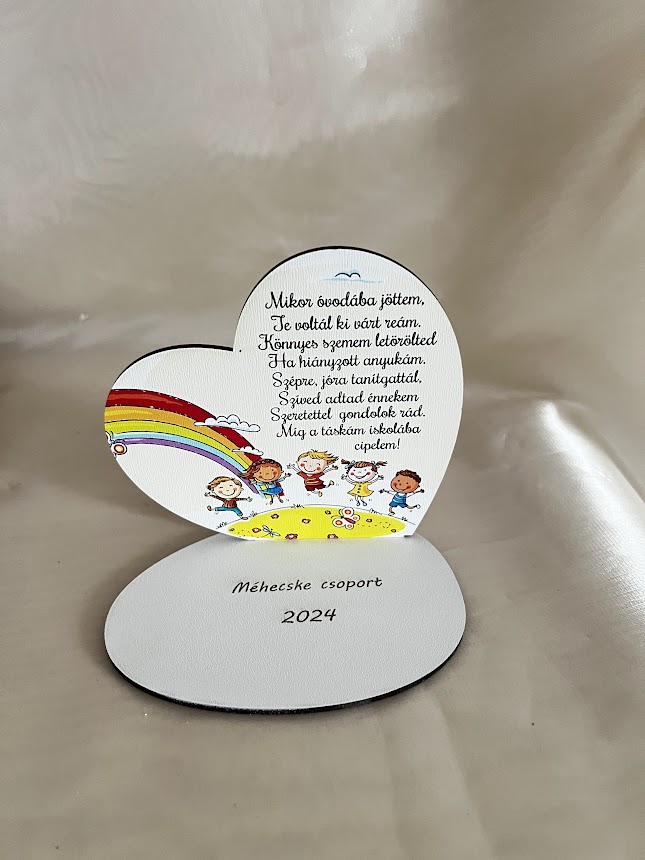 Mikor óvodába jöttem,
Te voltál ki várt reám.
Könnyes szemem letörölted
Ha hiányzott anyukám.
Szépre, jóra tanítgattál,
Szíved adtad énnekem
Szeretettel gondolok rád.
Míg a táskám iskolába
cipelem!
Méhecske csoport
2024